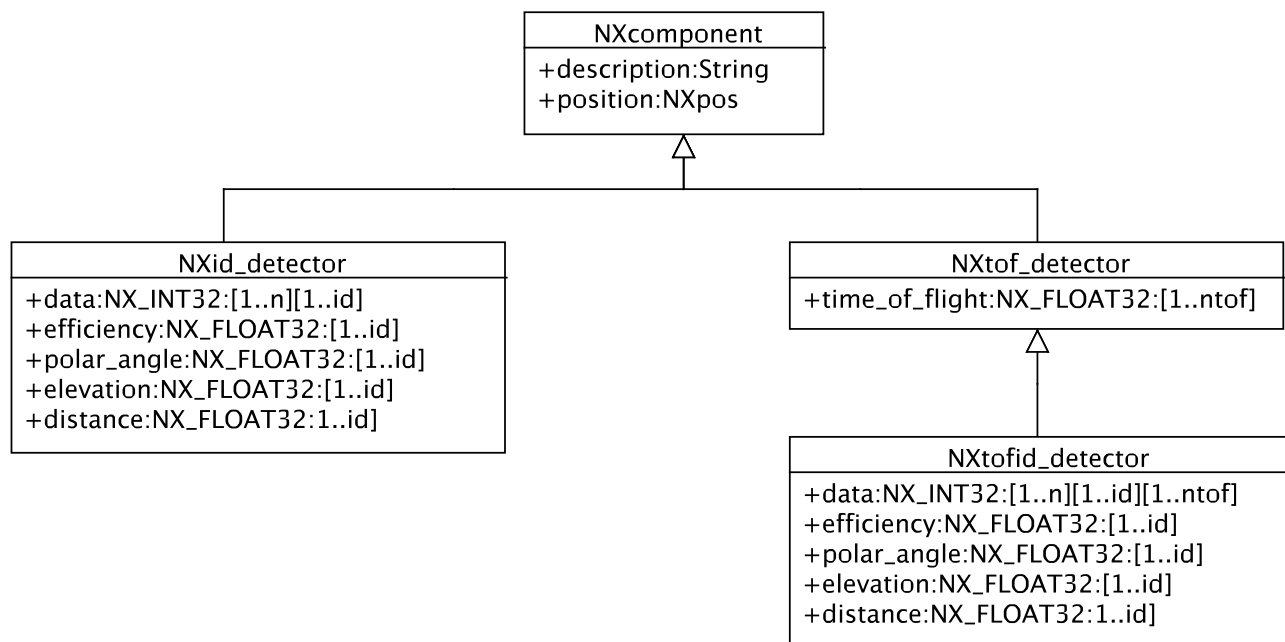 NXcomponent
+description:String
+position:NXpos
NXid_detector
+data:NX_INT32:[1..n][1..id]
+efficiency:NX_FLOAT32:[1..id]
+polar_angle:NX_FLOAT32:[1..id]
+elevation:NX_FLOAT32:[1..id]
+distance:NX_FLOAT32:1..id]
NXtof_detector
+time_of_flight:NX_FLOAT32:[1..ntof]
NXtofid_detector
+data:NX_INT32:[1..n][1..id][1..ntof]
+efficiency:NX_FLOAT32:[1..id]
+polar_angle:NX_FLOAT32:[1..id]
+elevation:NX_FLOAT32:[1..id]
+distance:NX_FLOAT32:1..id]